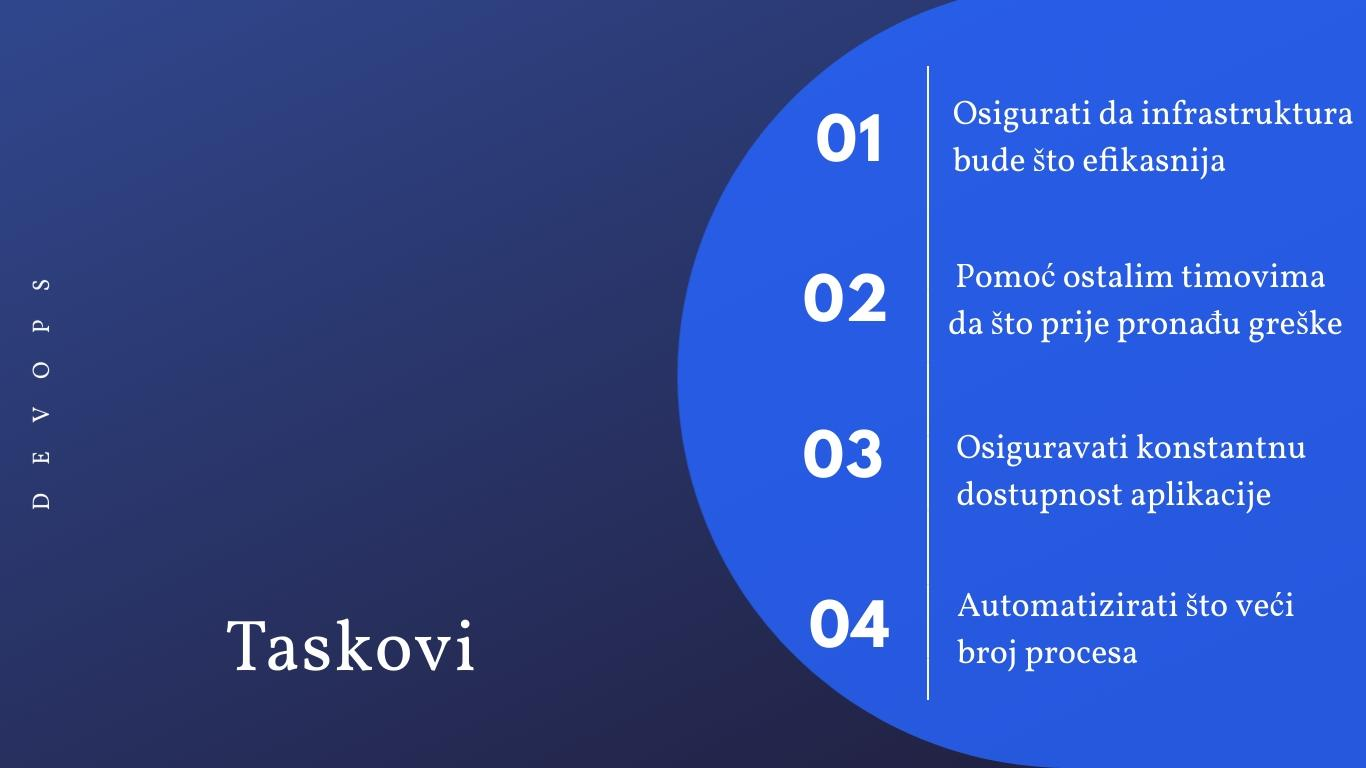 DEVOPS
Taskovi
01
Osigurati da infrastruktura
bude što efikasnija
02
Pomoć ostalim timovima
da što prije pronađu greške
03
Osiguravati konstantnu
dostupnost aplikacije
04
Automatizirati što veći
broj procesa